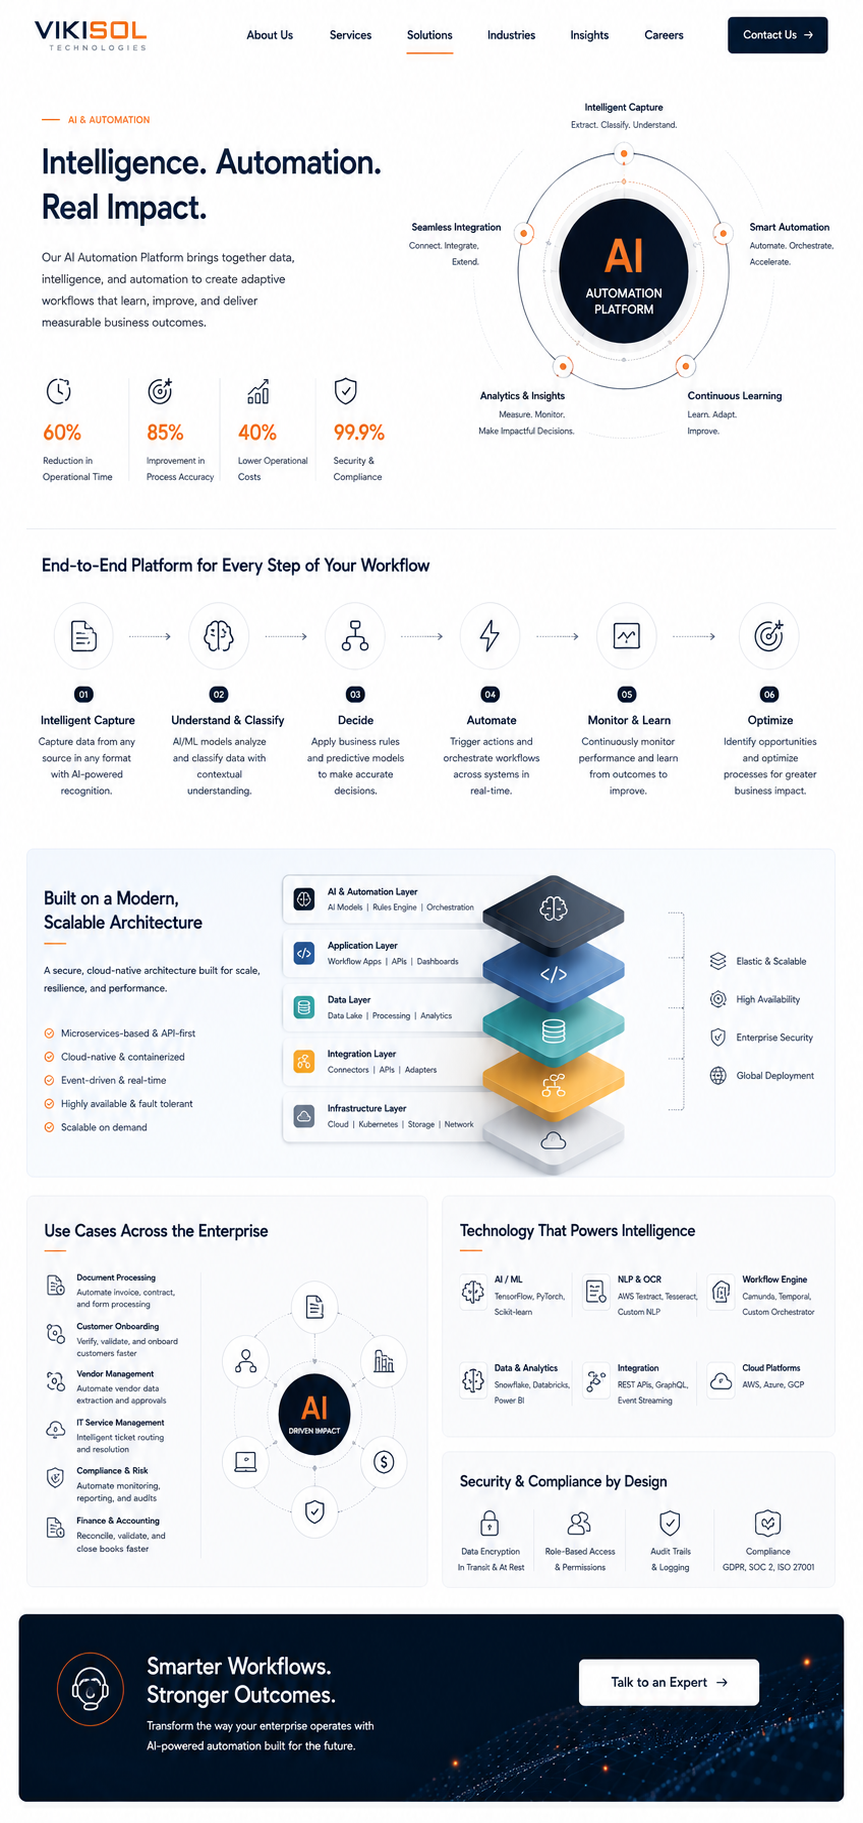 VIKISOL
TECHNOLOGIES
About Us
Services
Solutions
Industries
Insights
Careers
Contact Us →
AI & AUTOMATION
Intelligence. Automation.
Real Impact.
Our AI Automation Platform brings together data,
intelligence, and automation to create adaptive
workflows that learn, improve, and deliver
measurable business outcomes.
60%
Reduction in
Operational Time
85%
Improvement in
Process Accuracy
40%
Lower Operational
Costs
99.9%
Security &
Compliance
Intelligent Capture
Extract. Classify. Understand.
Seamless Integration
Connect. Integrate,
Extend.
Smart Automation
Automate. Orchestrate,
Accelerate.
AI
AUTOMATION
PLATFORM
Analytics & Insights
Measure. Monitor,
Make Impactful Decisions.
Continuous Learning
Learn. Adapt.
Improve.
End-to-End Platform for Every Step of Your Workflow
01
Intelligent Capture
Capture data from any
source in any format
with AI-powered
recognition.
02
Understand & Classify
AI/ML models analyze
and classify data with
contextual
understanding.
03
Decide
Apply business rules
and predictive models
to make accurate
decisions.
04
Automate
Trigger actions and
orchestrate workflows
across systems in
real-time.
05
Monitor & Learn
Continuously monitor
performance and learn
from outcomes to
improve.
06
Optimize
Identify opportunities
and optimize
processes for greater
business impact.
Built on a Modern,
Scalable Architecture
A secure, cloud-native architecture built for scale,
resilience, and performance.
Microservices-based & API-first
Cloud-native & containerized
Event-driven & real-time
Highly available & fault tolerant
Scalable on demand
AI & Automation Layer
AI Models | Rules Engine | Orchestration
</> Application Layer
Workflow Apps | APIs | Dashboards
</>
Data Layer
Data Lake | Processing | Analytics
Integration Layer
Connectors | APIs | Adapters
Infrastructure Layer
Cloud | Kubernetes | Storage | Network
Elastic & Scalable
High Availability
Enterprise Security
Global Deployment
Use Cases Across the Enterprise
Document Processing
Automate invoice, contract,
and form processing
Customer Onboarding
Verify, validate, and onboard
customers faster
Vendor Management
Automate vendor data
extraction and approvals
IT Service Management
Intelligent ticket routing
and resolution
Compliance & Risk
Automate monitoring,
reporting, and audits
Finance & Accounting
Reconcile, validate, and
close books faster
AI
DRIVEN IMPACT
$
Technology That Powers Intelligence
AI / ML
TensorFlow, PyTorch,
Scikit-learn
NLP & OCR
AWS Textract, Tesseract,
Custom NLP
Workflow Engine
Camunda, Temporal,
Custom Orchestrator
Data & Analytics
Snowflake, Databricks,
Power BI
Integration
REST APIs, GraphQL,
Event Streaming
Cloud Platforms
AWS, Azure, GCP
Security & Compliance by Design
Data Encryption
In Transit & At Rest
Role-Based Access
& Permissions
Audit Trails
& Logging
Compliance
GDPR, SOC 2, ISO 27001
Smarter Workflows.
Stronger Outcomes.
Transform the way your enterprise operates with
AI-powered automation built for the future.
Talk to an Expert →